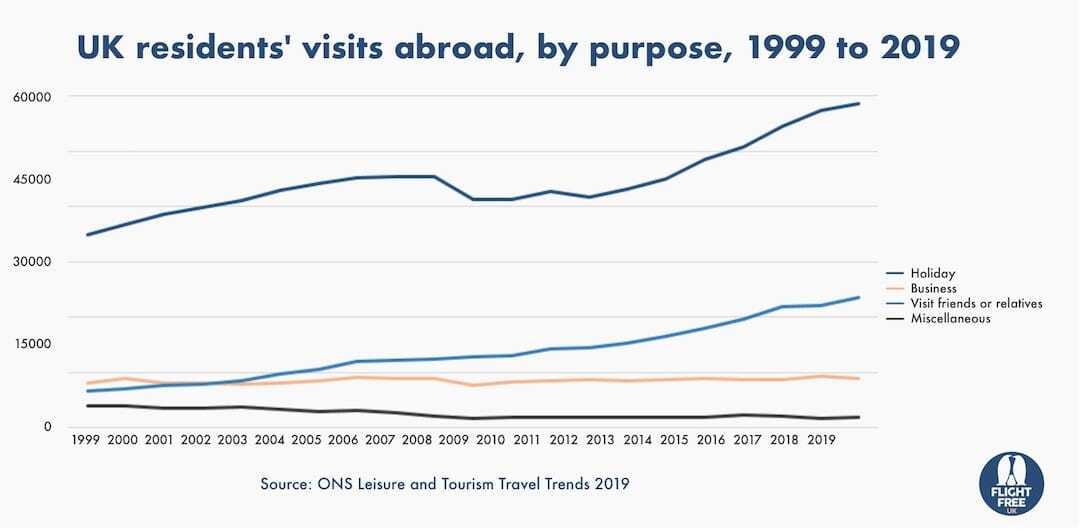 UK residents' visits abroad, by purpose, 1999 to 2019
60000
45000
30000
15000
0
Holiday
Business
Visit friends or relatives
Miscellaneous
1999 2000 2001 2002 2003 2004 2005 2006 2007 2008 2009 2010 2011 2012 2013 2014 2015 2016 2017 2018 2019
Source: ONS Leisure and Tourism Travel Trends 2019
FLIGHT
FREE
UK